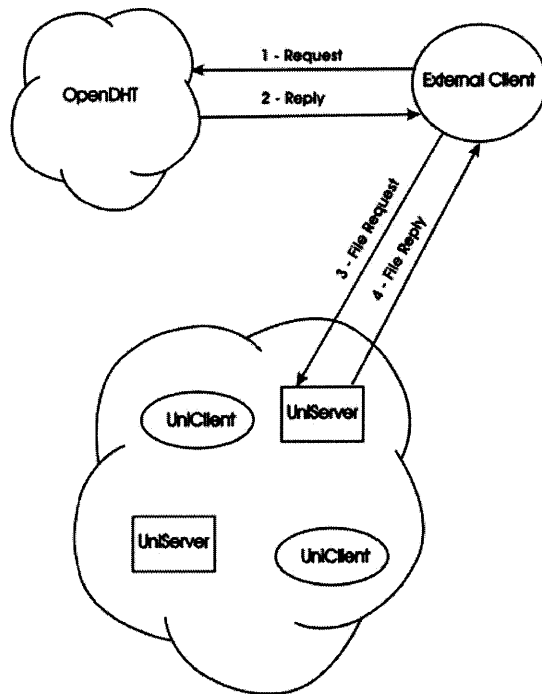 1 - Request
OpenDHT
External Client
2 - Reply
3 - File Request
4 - File Reply
UniClient
UniServer
UniServer
UniClient